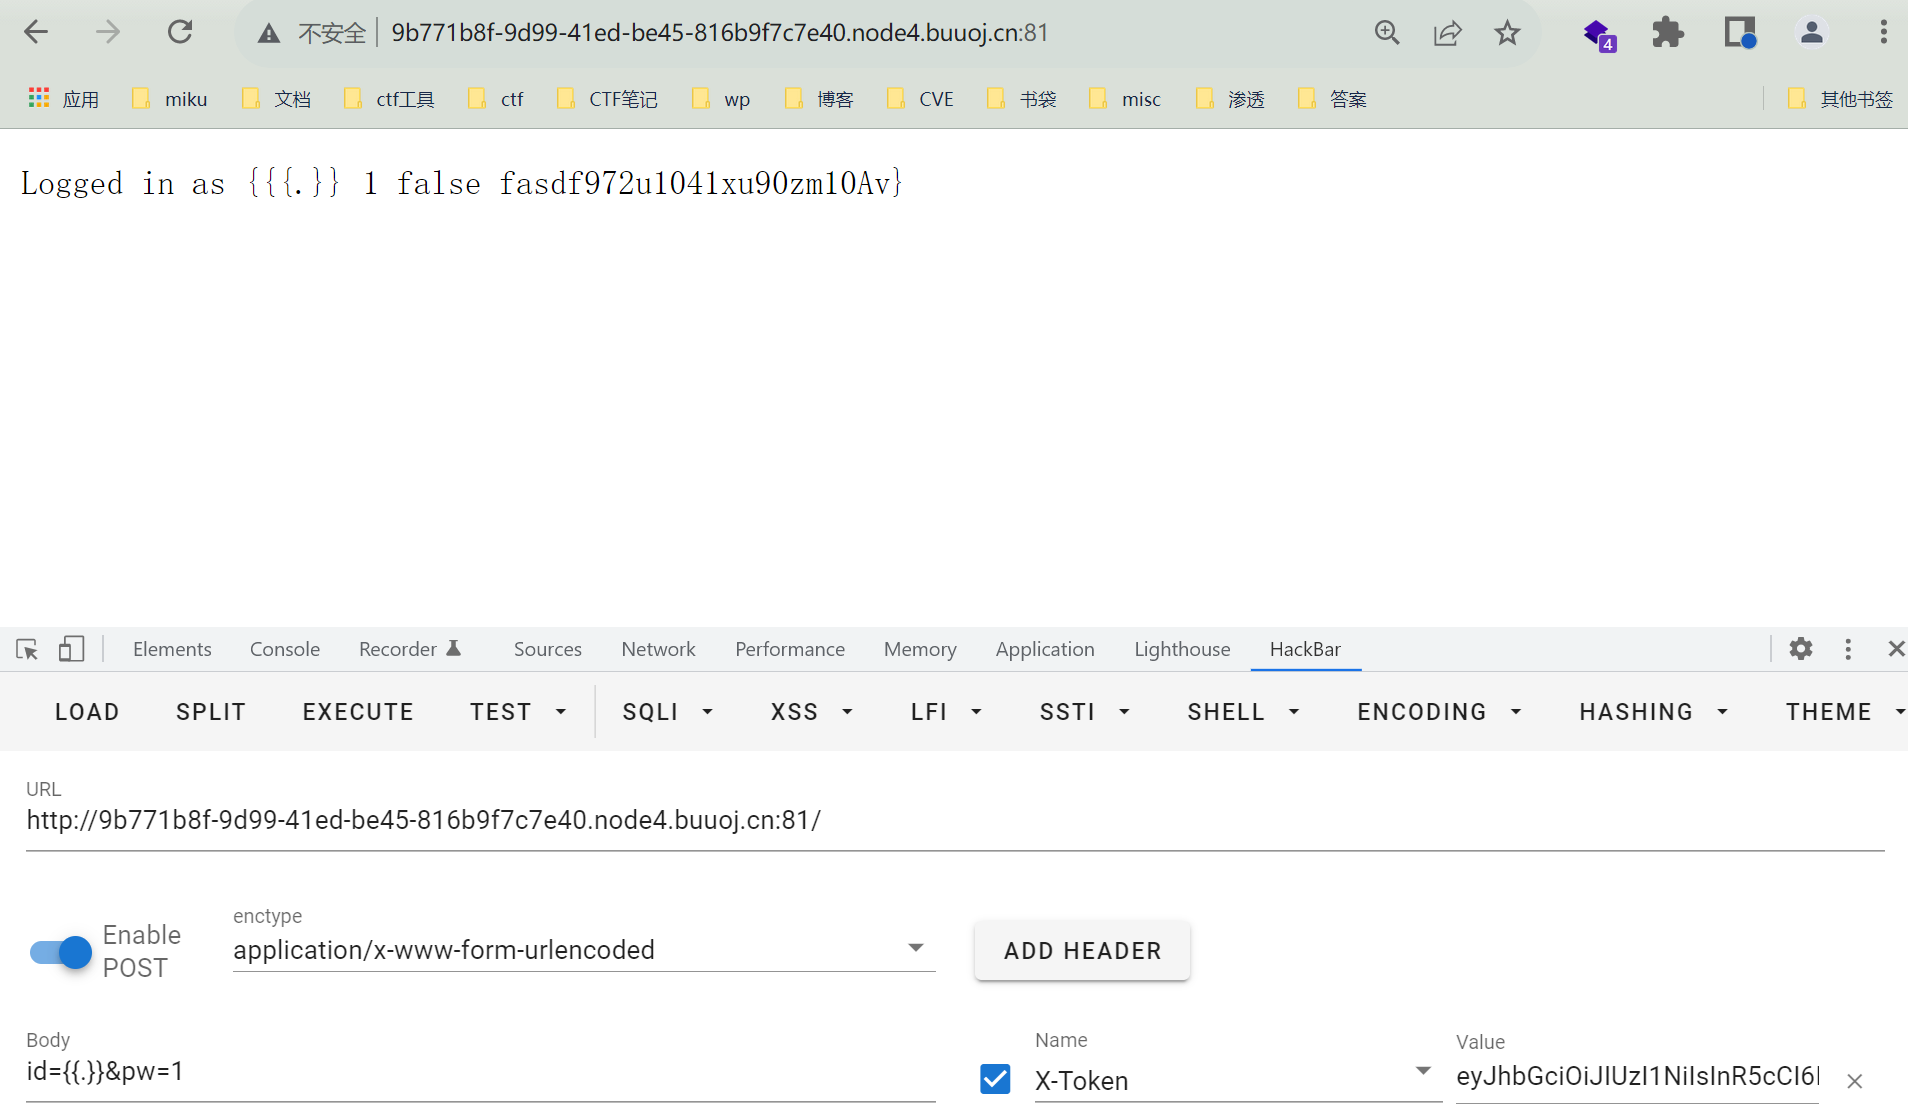 不安全 9b771b8f-9d99-41ed-be45-816b9f7c7e40.node4.buuoj.cn:81 4
应用 miku 文档 ctf工具 ctf CTF笔记 wp 博客 CVE 书袋 misc 渗透 答案 其他书签
Logged in as {{{.}} 1 false fasdf972u1041xu90zm10Av}
Elements Console Recorder Sources Network Performance Memory Application Lighthouse HackBar
LOAD SPLIT EXECUTE TEST SQLI XSS LFI SSTI SHELL ENCODING HASHING THEME
URL
http://9b771b8f-9d99-41ed-be45-816b9f7c7e40.node4.buuoj.cn:81/
Enable POST
enctype
application/x-www-form-urlencoded
ADD HEADER
Body
id={{.}}&pw=1
Name
X-Token
Value
eyJhbGciOiJIUzI1NiIsInR5cCI6I